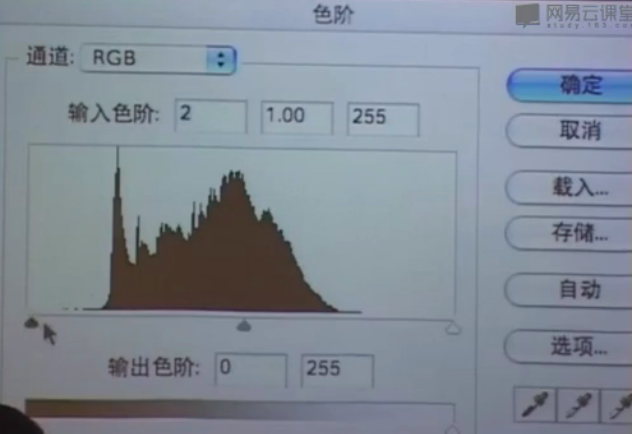 色阶
网易云课堂
study.163.com
通道: RGB
确定
输入色阶: 2 1.00 255
取消
载入...
存储...
自动
选项...
输出色阶: 0 255